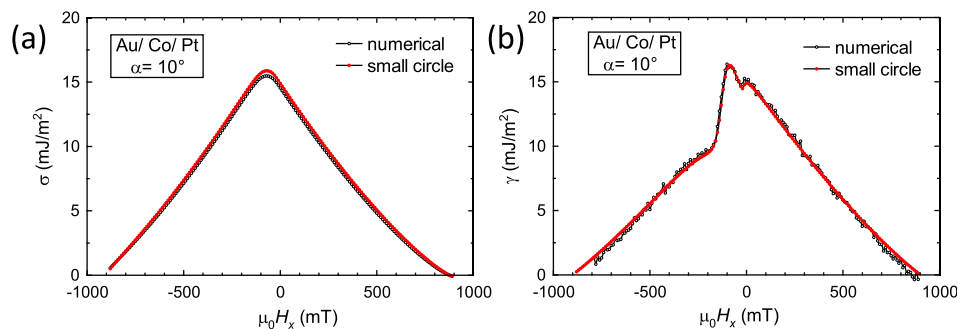 (a)
Au/ Co/ Pt
α= 10°
numerical
small circle
σ (mJ/m²)
20
15
10
5
0
-1000
-500
0
500
1000
μ₀Hₓ (mT)
(b)
Au/ Co/ Pt
α= 10°
numerical
small circle
γ (mJ/m²)
20
15
10
5
0
-1000
-500
0
500
1000
μ₀Hₓ (mT)